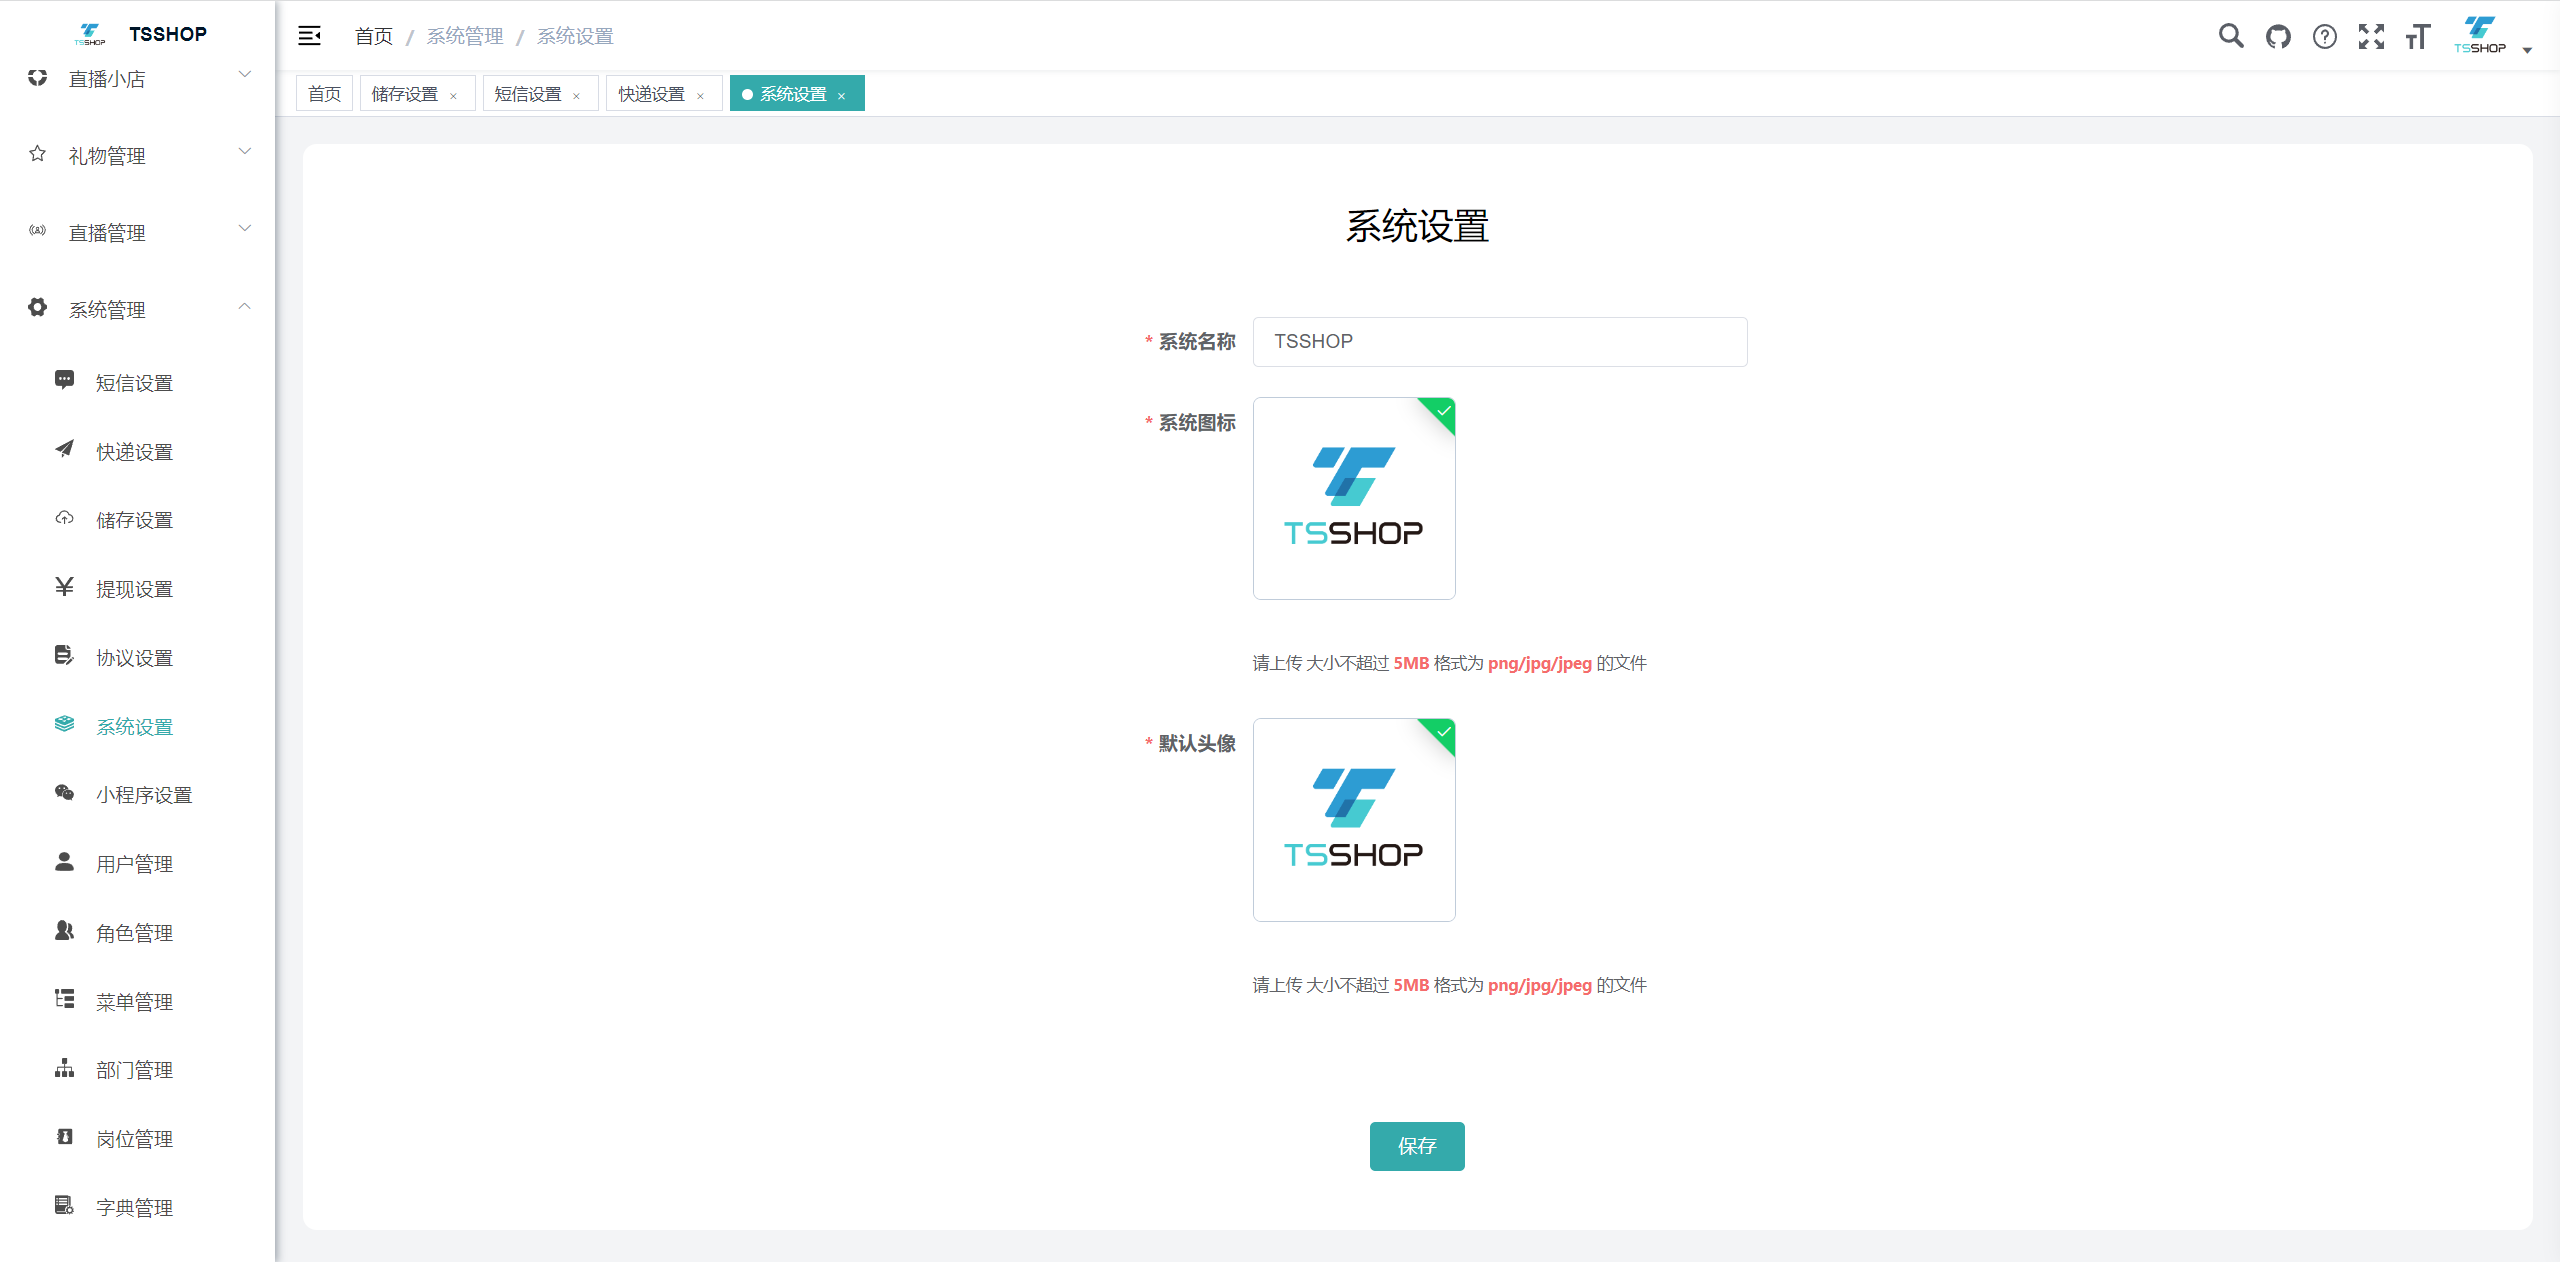 TSSHOP
TSSHOP
直播小店
礼物管理
直播管理
系统管理
短信设置
快递设置
储存设置
提现设置
协议设置
系统设置
小程序设置
用户管理
角色管理
菜单管理
部门管理
岗位管理
字典管理
首页 / 系统管理 / 系统设置
TSSHOP
首页 储存设置 × 短信设置 × 快递设置 × 系统设置 ×
系统设置
* 系统名称 TSSHOP
* 系统图标
TSSHOP
请上传 大小不超过 5MB 格式为 png/jpg/jpeg 的文件
* 默认头像
TSSHOP
请上传 大小不超过 5MB 格式为 png/jpg/jpeg 的文件
保存